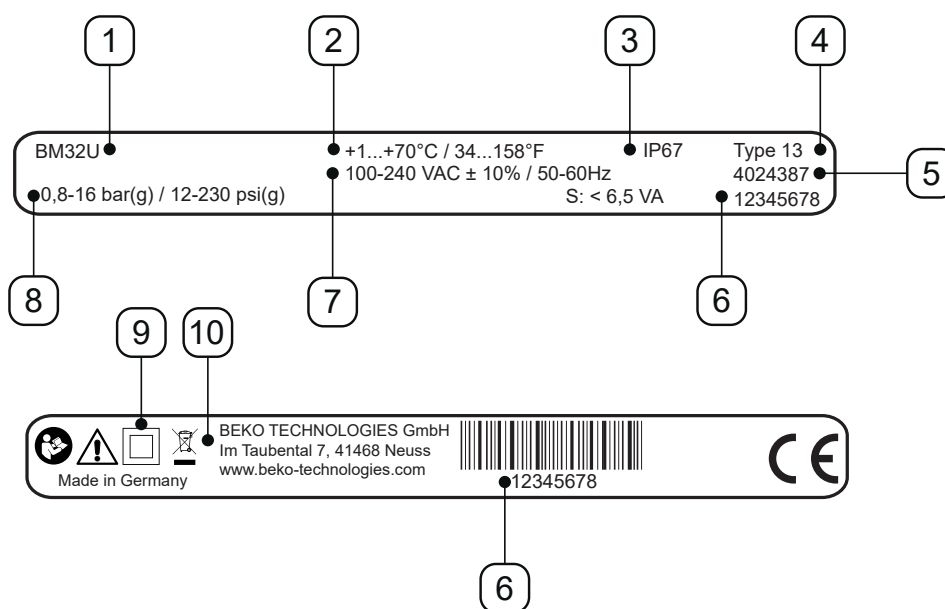 1 2 3 4
BM32U +1...+70°C / 34...158°F IP67 Type 13
100-240 VAC ± 10% / 50-60Hz 4024387
5
0,8-16 bar(g) / 12-230 psi(g) S: < 6,5 VA 12345678
8 7 6
9 10
BEKO TECHNOLOGIES GmbH
Im Taubental 7, 41468 Neuss
www.beko-technologies.com
Made in Germany
12345678
CE
6